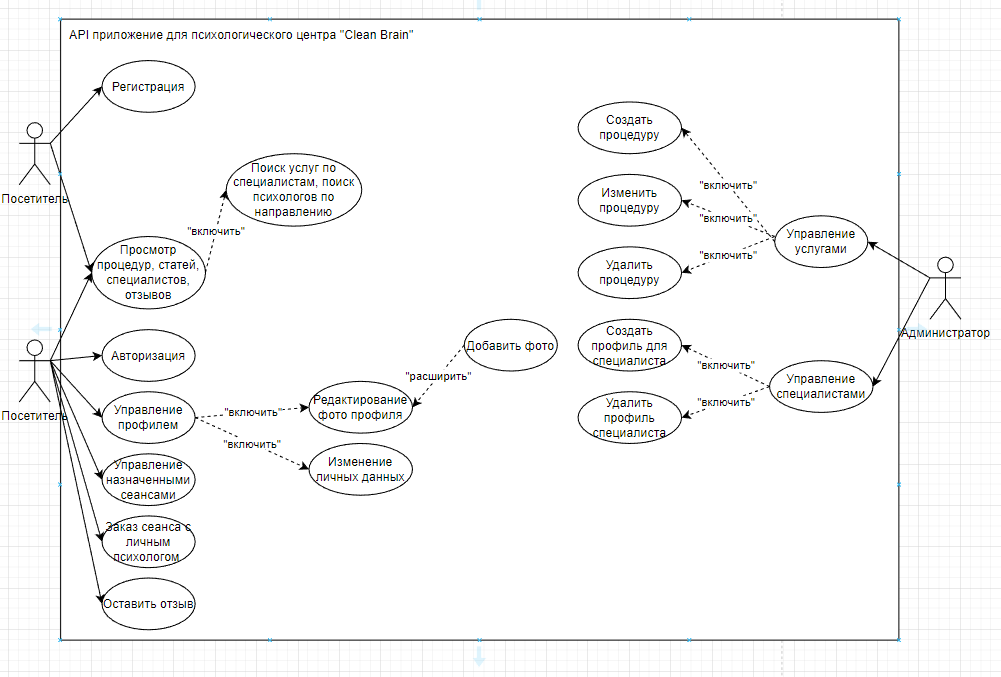 API приложение для психологического центра "Clean Brain"
Регистрация
Посетитель
Поиск услуг по
специалистам, поиск
психологов по
направлению
"включить"
Просмотр
процедур, статей,
специалистов,
отзывов
Посетитель
Авторизация
Управление
профилем
"включить"
"включить"
Редактирование
фото профиля
"расширить"
Добавить фото
Изменение
личных данных
Управление
назначенными
сеансами
Заказ сеанса с
личным
психологом
Оставить отзыв
Создать
процедуру
Изменить
процедуру
Удалить
процедуру
"включить"
"включить"
"включить"
Управление
услугами
Администратор
Создать
профиль для
специалиста
Удалить
профиль
специалиста
"включить"
"включить"
Управление
специалистами